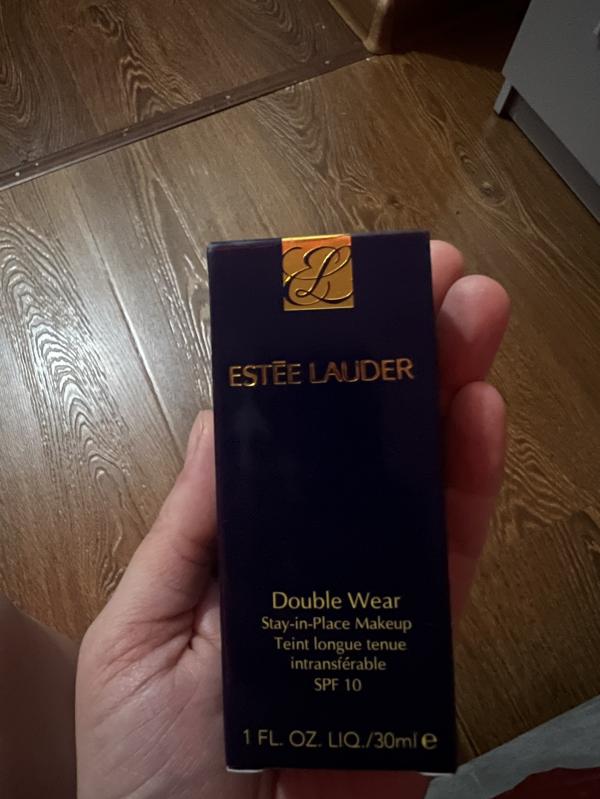 EL
ESTĒE LAUDER
Double Wear
Stay-in-Place Makeup
Teint longue tenue
intransférable
SPF 10
1 FL. OZ. LIQ./30ml e